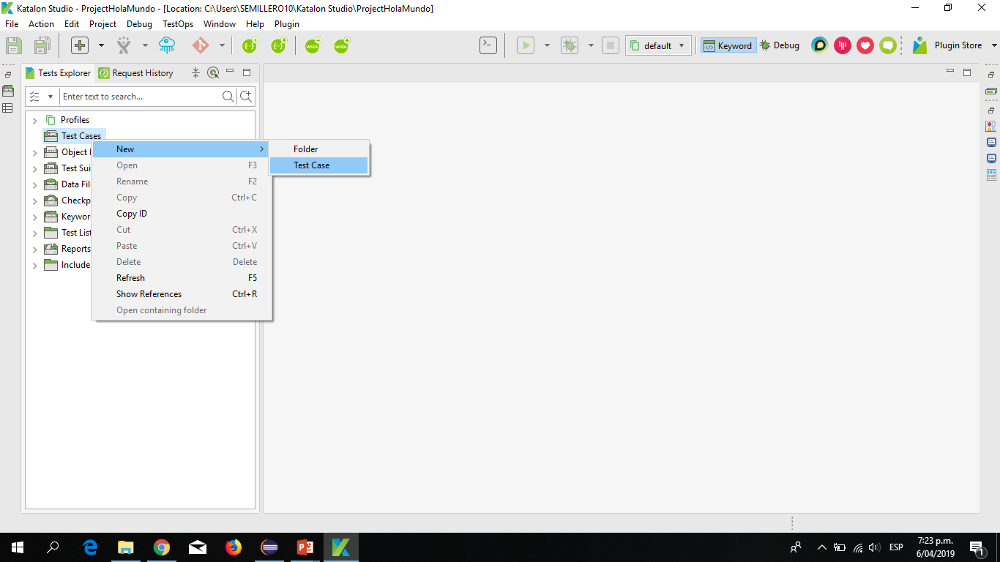 Katalon Studio - ProjectHolaMundo - [Location: C:\Users\SEMILLERO10\Katalon Studio\ProjectHolaMundo]
File Action Edit Project Debug TestOps Window Help Plugin
default Keyword Debug Plugin Store
Tests Explorer Request History
Enter text to search...
Profiles
Test Cases
Object
Test Sui
Data Fil
Checkp
Keywor
Test List
Reports
Include
New
Open F3
Rename F2
Copy Ctrl+C
Copy ID
Cut Ctrl+X
Paste Ctrl+V
Delete Delete
Refresh F5
Show References Ctrl+R
Open containing folder
Folder
Test Case
ESP
7:23 p.m.
6/04/2019
1